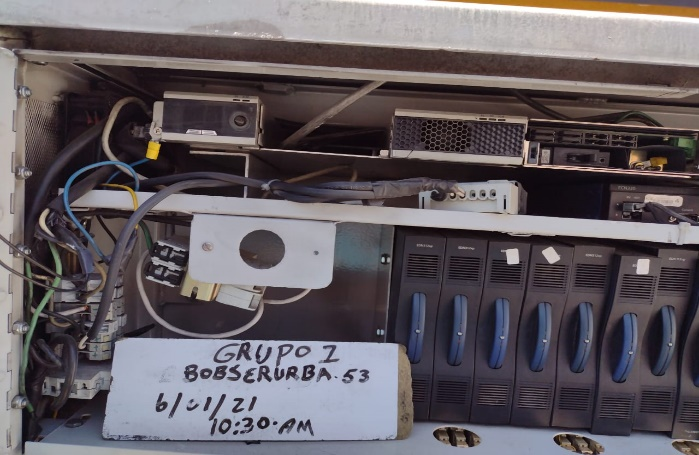 GRUPO I
BOBSERURBA.53
6/01/21
10:30 AM